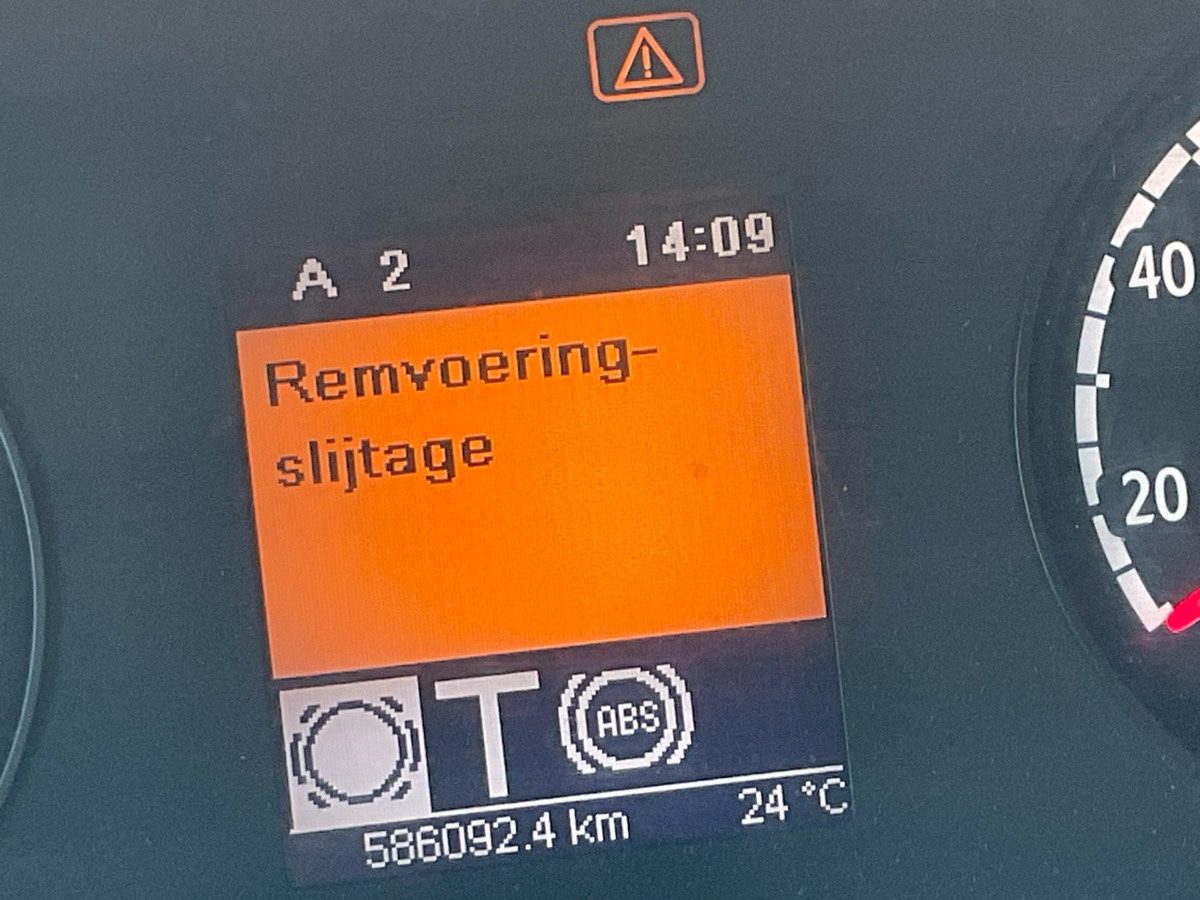 A 2 14:09
Remvoering-
slijtage
T ABS
586092.4 km 24 °C
40
20